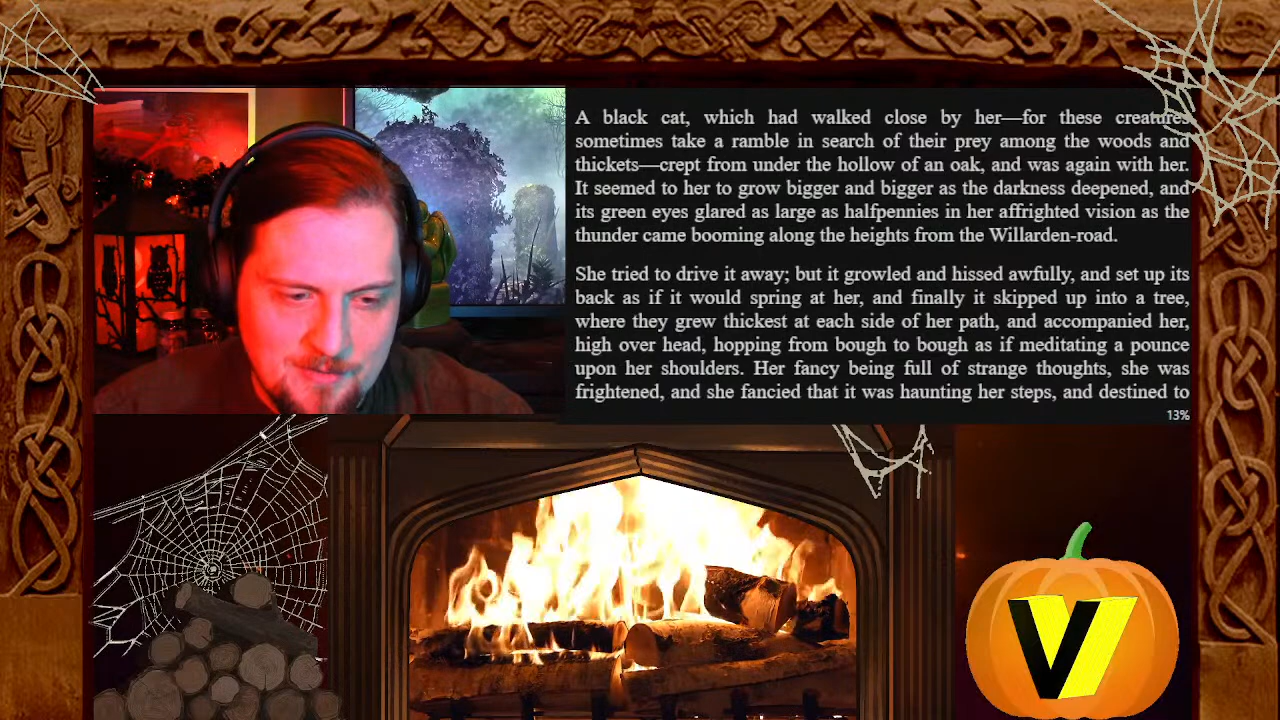 A black cat, which had walked close by her—for these creatures
sometimes take a ramble in search of their prey among the woods and
thickets—crept from under the hollow of an oak, and was again with her.
It seemed to her to grow bigger and bigger as the darkness deepened, and
its green eyes glared as large as halfpennies in her affrighted vision as the
thunder came booming along the heights from the Willarden-road.
She tried to drive it away; but it growled and hissed awfully, and set up its
back as if it would spring at her, and finally it skipped up into a tree,
where they grew thickest at each side of her path, and accompanied her,
high over head, hopping from bough to bough as if meditating a pounce
upon her shoulders. Her fancy being full of strange thoughts, she was
frightened, and she fancied that it was haunting her steps, and destined to
13%
V